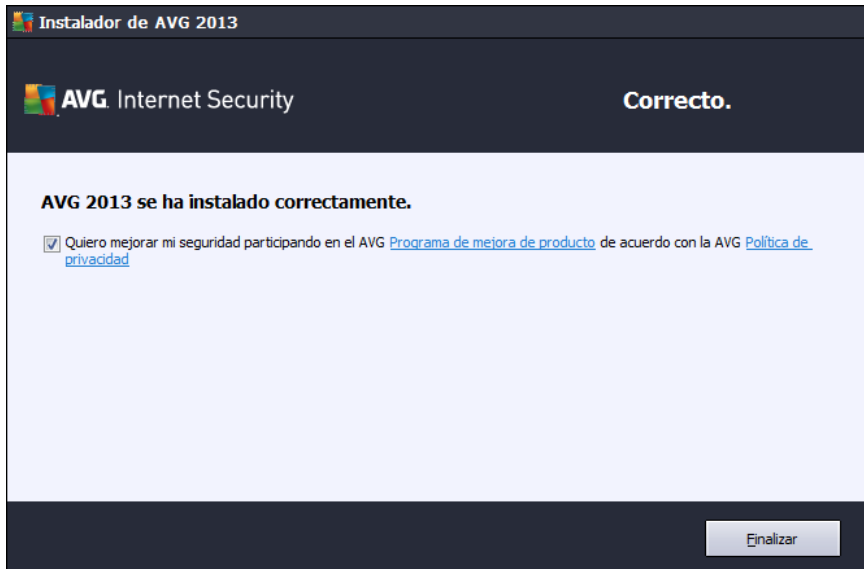 Instalador de AVG 2013
AVG. Internet Security
Correcto.
AVG 2013 se ha instalado correctamente.
Quiero mejorar mi seguridad participando en el AVG Programa de mejora de producto de acuerdo con la AVG Política de
privacidad
Finalizar